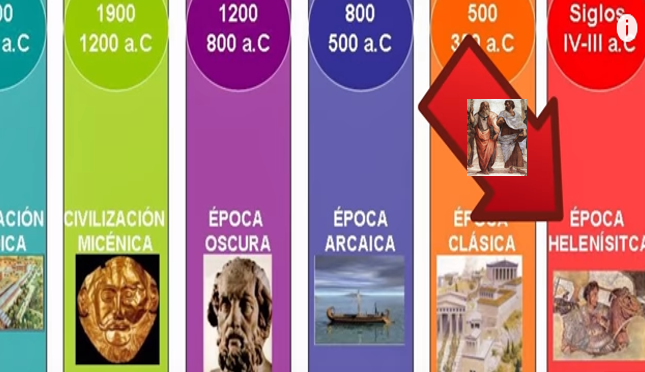 a.C
1900
1200 a.C
CIVILIZACIÓN
MICÉNICA
1200
800 a.C
ÉPOCA
OSCURA
800
500 a.C
ÉPOCA
ARCAICA
500
a.C
CLÁSICA
Siglos
IV-III a.C
ÉPOCA
HELENÍSITCA